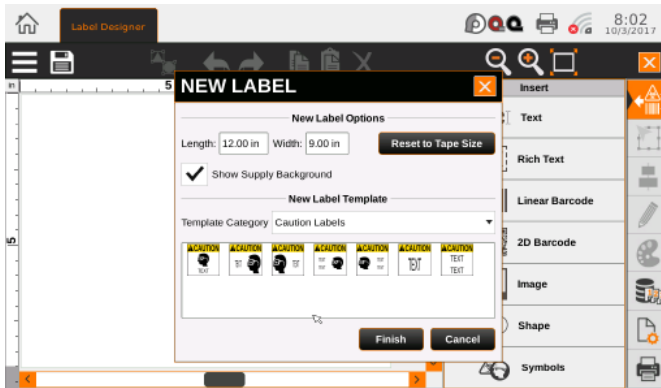 Label Designer
8:02
10/3/2017
in
5
5
NEW LABEL
New Label Options
Length: 12.00 in Width: 9.00 in Reset to Tape Size
Show Supply Background
New Label Template
Template Category Caution Labels
CAUTION CAUTION CAUTION CAUTION CAUTION CAUTION CAUTION
TEXT
TEXT
TEXT
Finish Cancel
Insert
Text
Rich Text
Linear Barcode
2D Barcode
Image
Shape
Symbols